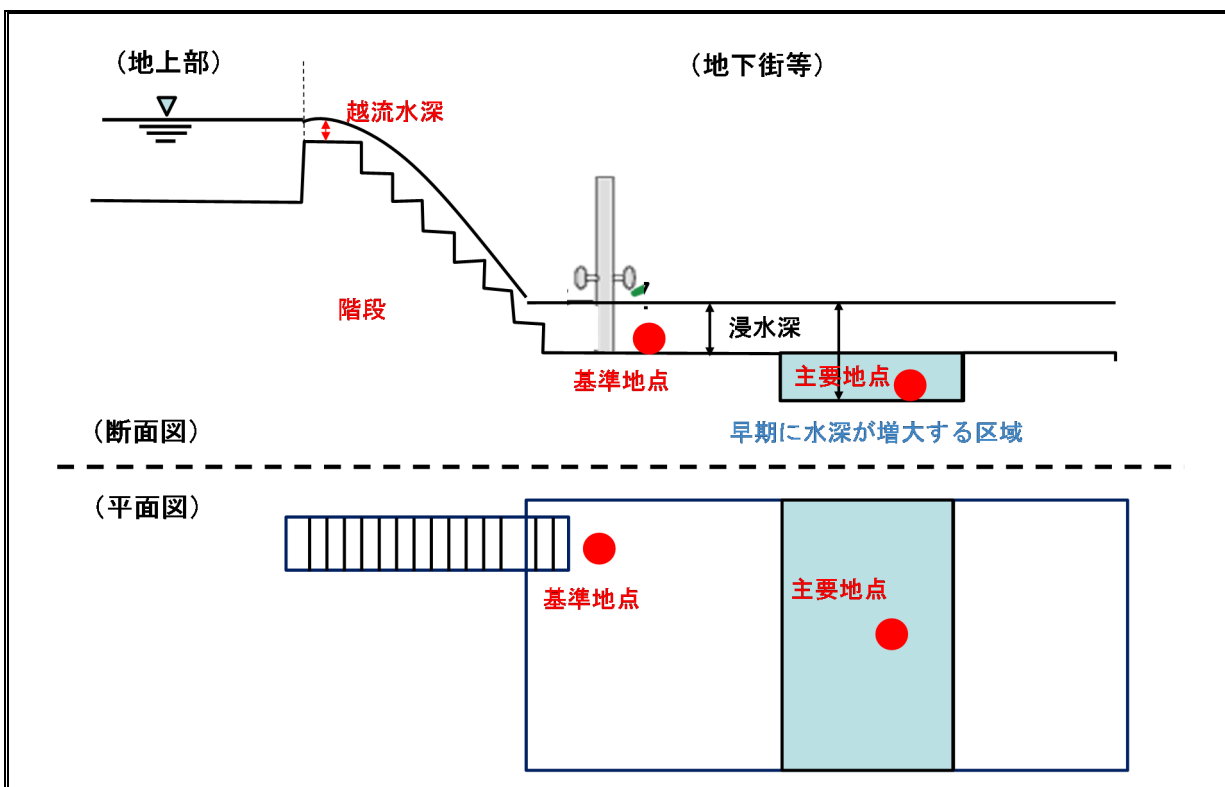 （地上部）
（地下街等）
越流水深
階段
浸水深
基準地点
主要地点
（断面図）
早期に水深が増大する区域
（平面図）
基準地点
主要地点